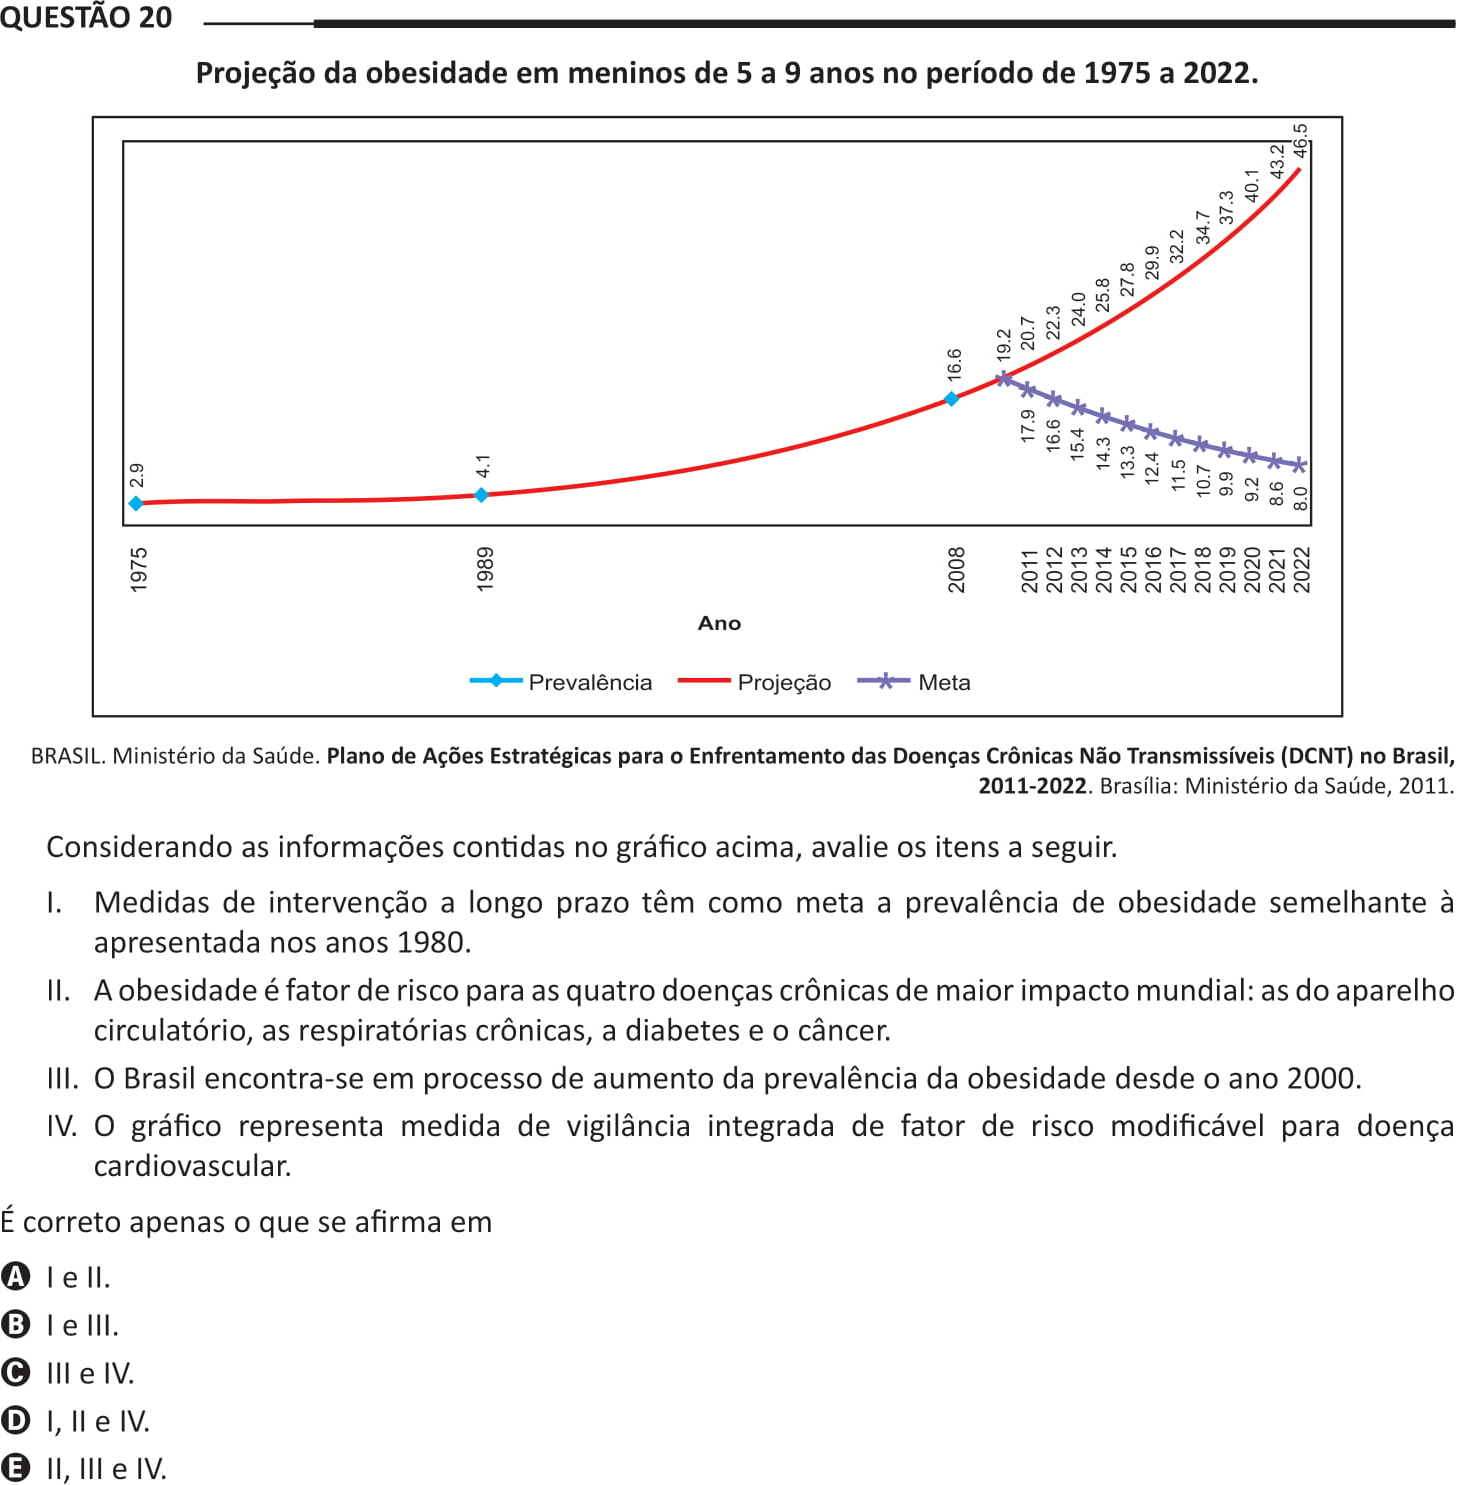 QUESTÃO 20
Projeção da obesidade em meninos de 5 a 9 anos no período de 1975 a 2022.
2.9
4.1
16.6
19.2
20.7
22.3
24.0
25.8
27.8
29.9
32.2
34.7
37.3
40.1
43.2
46.5
17.9
16.6
15.4
14.3
13.3
12.4
11.5
10.7
9.9
9.2
8.6
8.0
1975
1989
2008
2011
2012
2013
2014
2015
2016
2017
2018
2019
2020
2021
2022
Ano
Prevalência Projeção Meta
BRASIL. Ministério da Saúde. Plano de Ações Estratégicas para o Enfrentamento das Doenças Crônicas Não Transmissíveis (DCNT) no Brasil,
2011-2022. Brasília: Ministério da Saúde, 2011.
Considerando as informações contidas no gráfico acima, avalie os itens a seguir.
I. Medidas de intervenção a longo prazo têm como meta a prevalência de obesidade semelhante à
apresentada nos anos 1980.
II. A obesidade é fator de risco para as quatro doenças crônicas de maior impacto mundial: as do aparelho
circulatório, as respiratórias crônicas, a diabetes e o câncer.
III. O Brasil encontra-se em processo de aumento da prevalência da obesidade desde o ano 2000.
IV. O gráfico representa medida de vigilância integrada de fator de risco modificável para doença
cardiovascular.
É correto apenas o que se afirma em
A I e II.
B I e III.
C III e IV.
D I, II e IV.
E II, III e IV.